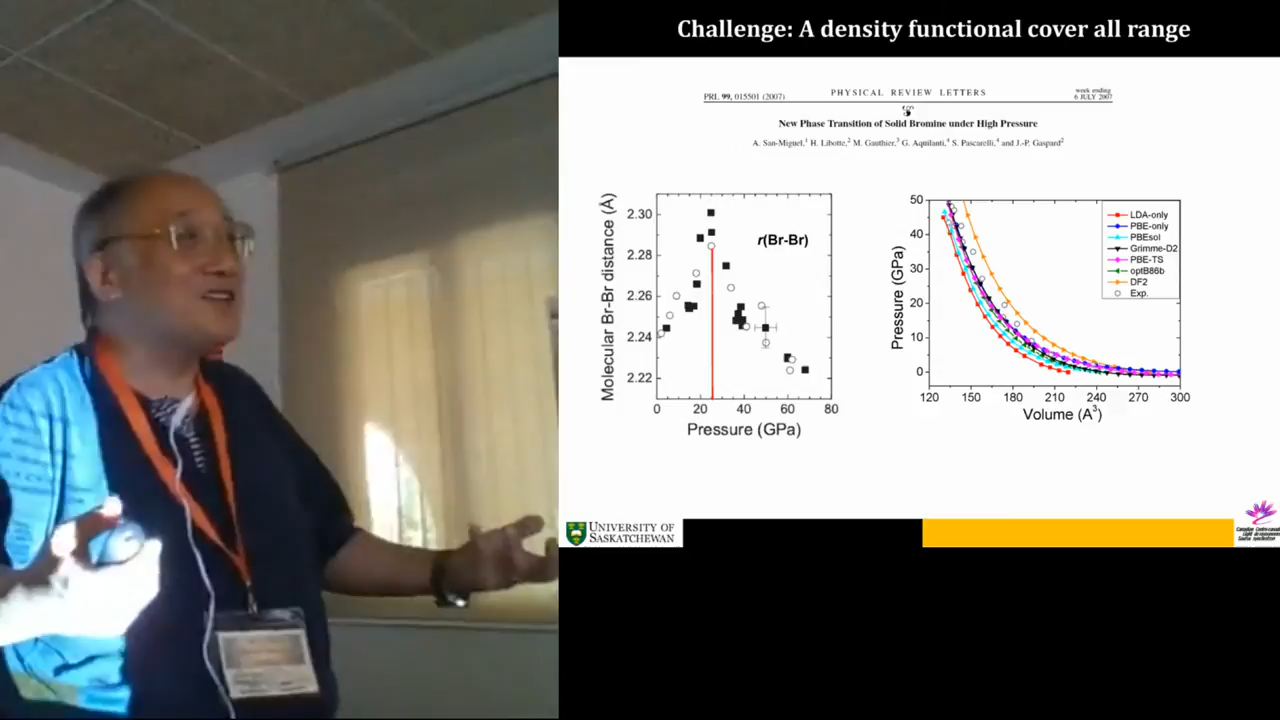 Challenge: A density functional cover all range
PRL 99, 015501 (2007)
PHYSICAL REVIEW LETTERS
week ending
6 JULY 2007
New Phase Transition of Solid Bromine under High Pressure
A. San-Miguel,1 H. Libotte,2 M. Gauthier,3 G. Aquilanti,4 S. Pascarelli,4 and J.-P. Gaspard2
Molecular Br-Br distance (Å)
2.30
2.28
2.26
2.24
2.22
r(Br-Br)
0 20 40 60 80
Pressure (GPa)
Pressure (GPa)
50
40
30
20
10
0
LDA-only
PBE-only
PBEsol
Grimme-D2
PBE-TS
optB86b
DF2
Exp.
120 150 180 210 240 270 300
Volume (A3)
UNIVERSITY OF
SASKATCHEWAN